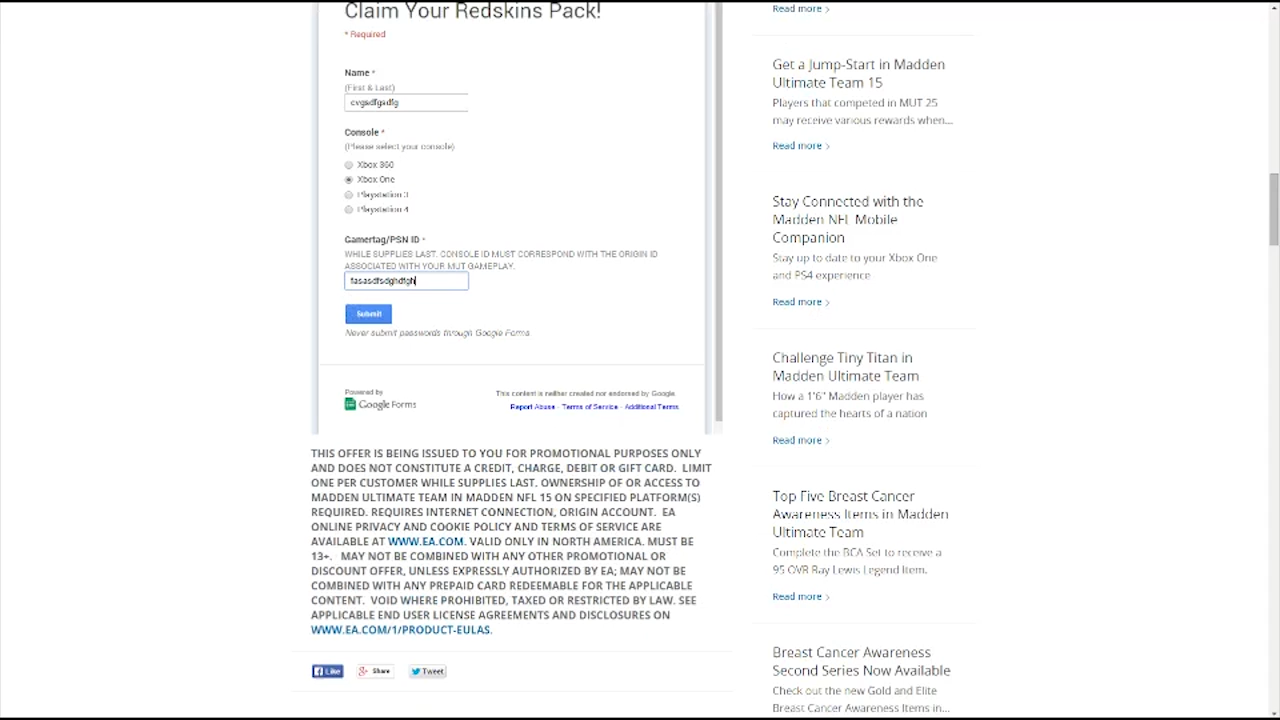 Claim Your Redskins Pack!
* Required
Name *
(First & Last)
cvgsdfgsdfg
Console *
(Please select your console)
Xbox 360
Xbox One
Playstation 3
Playstation 4
Gamertag/PSN ID *
WHILE SUPPLIES LAST. CONSOLE ID MUST CORRESPOND WITH THE ORIGIN ID
ASSOCIATED WITH YOUR MUT GAMEPLAY.
fasasdfsdghdfgh
Submit
Never submit passwords through Google Forms.
Powered by
Google Forms
This content is neither created nor endorsed by Google.
Report Abuse - Terms of Service - Additional Terms
THIS OFFER IS BEING ISSUED TO YOU FOR PROMOTIONAL PURPOSES ONLY
AND DOES NOT CONSTITUTE A CREDIT, CHARGE, DEBIT OR GIFT CARD. LIMIT
ONE PER CUSTOMER WHILE SUPPLIES LAST. OWNERSHIP OF OR ACCESS TO
MADDEN ULTIMATE TEAM IN MADDEN NFL 15 ON SPECIFIED PLATFORM(S)
REQUIRED. REQUIRES INTERNET CONNECTION, ORIGIN ACCOUNT. EA
ONLINE PRIVACY AND COOKIE POLICY AND TERMS OF SERVICE ARE
AVAILABLE AT WWW.EA.COM. VALID ONLY IN NORTH AMERICA. MUST BE
13+. MAY NOT BE COMBINED WITH ANY OTHER PROMOTIONAL OR
DISCOUNT OFFER, UNLESS EXPRESSLY AUTHORIZED BY EA; MAY NOT BE
COMBINED WITH ANY PREPAID CARD REDEEMABLE FOR THE APPLICABLE
CONTENT. VOID WHERE PROHIBITED, TAXED OR RESTRICTED BY LAW. SEE
APPLICABLE END USER LICENSE AGREEMENTS AND DISCLOSURES ON
WWW.EA.COM/1/PRODUCT-EULAS.
Like
Share
Tweet
Read more >
Get a Jump-Start in Madden
Ultimate Team 15
Players that competed in MUT 25
may receive various rewards when...
Read more >
Stay Connected with the
Madden NFL Mobile
Companion
Stay up to date to your Xbox One
and PS4 experience
Read more >
Challenge Tiny Titan in
Madden Ultimate Team
How a 1'6" Madden player has
captured the hearts of a nation
Read more >
Top Five Breast Cancer
Awareness Items in Madden
Ultimate Team
Complete the BCA Set to receive a
95 OVR Ray Lewis Legend Item.
Read more >
Breast Cancer Awareness
Second Series Now Available
Check out the new Gold and Elite
Breast Cancer Awareness Items in...